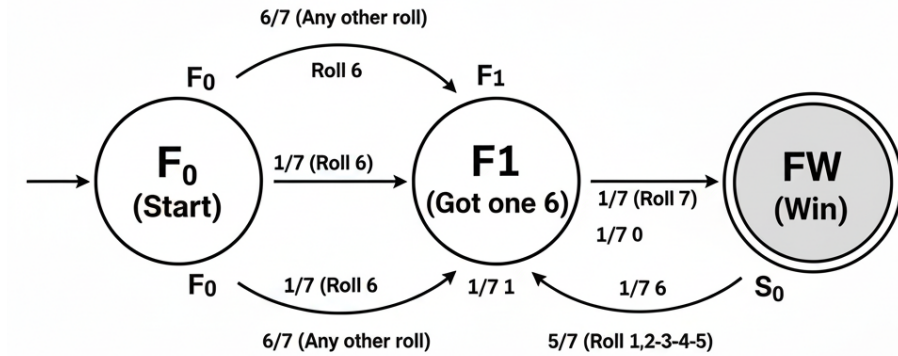 6/7 (Any other roll)
F₀
Roll 6
F1
F₀
(Start)
1/7 (Roll 6)
F1
(Got one 6)
1/7 (Roll 7)
1/7 0
FW
(Win)
F₀
1/7 (Roll 6
1/7 1
1/7 6
S₀
6/7 (Any other roll)
5/7 (Roll 1,2-3-4-5)